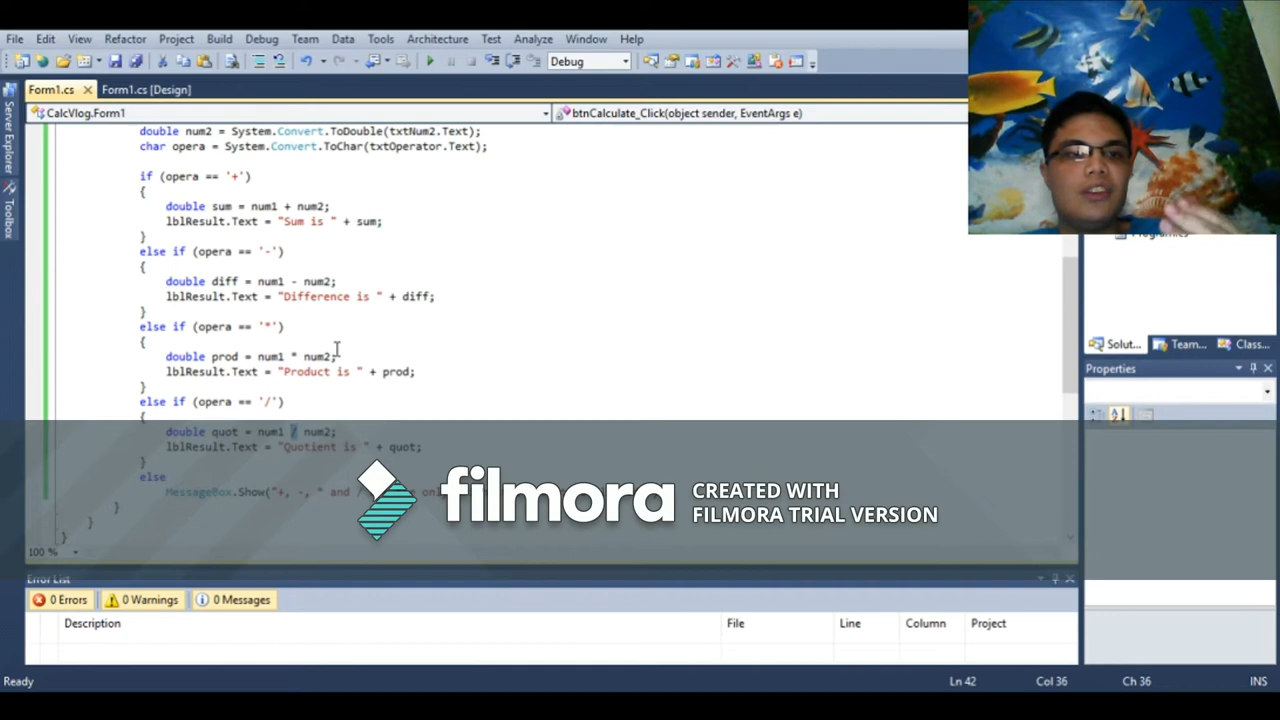 File Edit View Refactor Project Build Debug Team Data Tools Architecture Test Analyze Window Help
Debug
Form1.cs Form1.cs [Design]
CalcVlog.Form1 btnCalculate_Click(object sender, EventArgs e)
Server Explorer
Toolbox
double num2 = System.Convert.ToDouble(txtNum2.Text);
char opera = System.Convert.ToChar(txtOperator.Text);
if (opera == '+')
{
double sum = num1 + num2;
lblResult.Text = "Sum is " + sum;
}
else if (opera == '-')
{
double diff = num1 - num2;
lblResult.Text = "Difference is " + diff;
}
else if (opera == '*')
{
double prod = num1 * num2;
lblResult.Text = "Product is " + prod;
}
else if (opera == '/')
{
double quot = num1 / num2;
lblResult.Text = "Quotient is " + quot;
}
else
MessageBox.Show("+, -, * and /
}
}
}
100 %
Solut... Team... Class...
Properties
filmora
CREATED WITH
FILMORA TRIAL VERSION
Error List
0 Errors 0 Warnings 0 Messages
Description File Line Column Project
Ready Ln 42 Col 36 Ch 36 INS